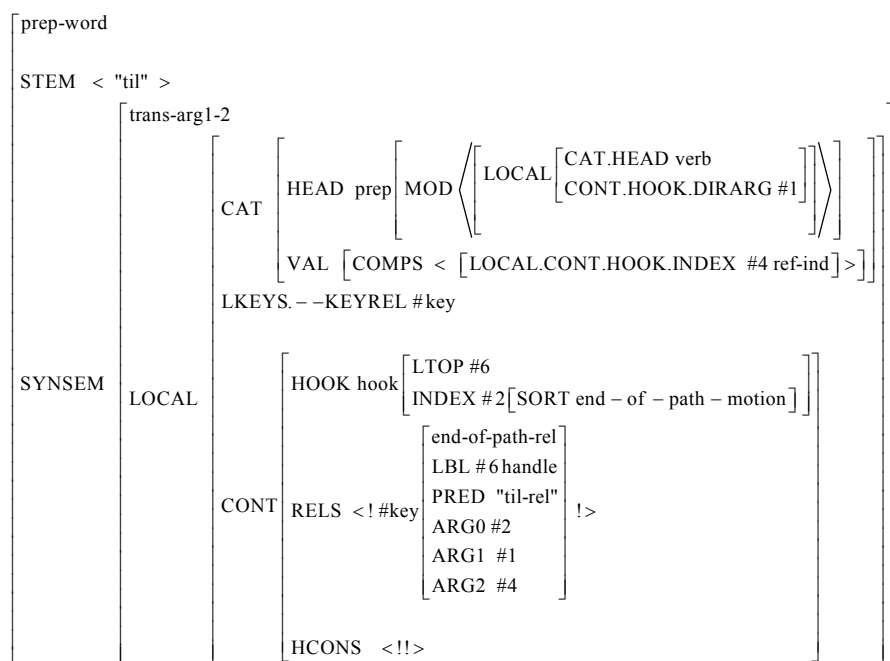 prep-word
STEM < "til" >
trans-arg1-2
CAT
HEAD prep
MOD
LOCAL
CAT.HEAD verb
CONT.HOOK.DIRARG #1
VAL [COMPS < [LOCAL.CONT.HOOK.INDEX #4 ref-ind] >]
LKEYS.– –KEYREL #key
SYNSEM
LOCAL
CONT
HOOK hook
LTOP #6
INDEX #2[SORT end – of – path – motion]
RELS <! #key
end-of-path-rel
LBL #6 handle
PRED "til-rel"
ARG0 #2
ARG1 #1
ARG2 #4
!>
HCONS <!!>